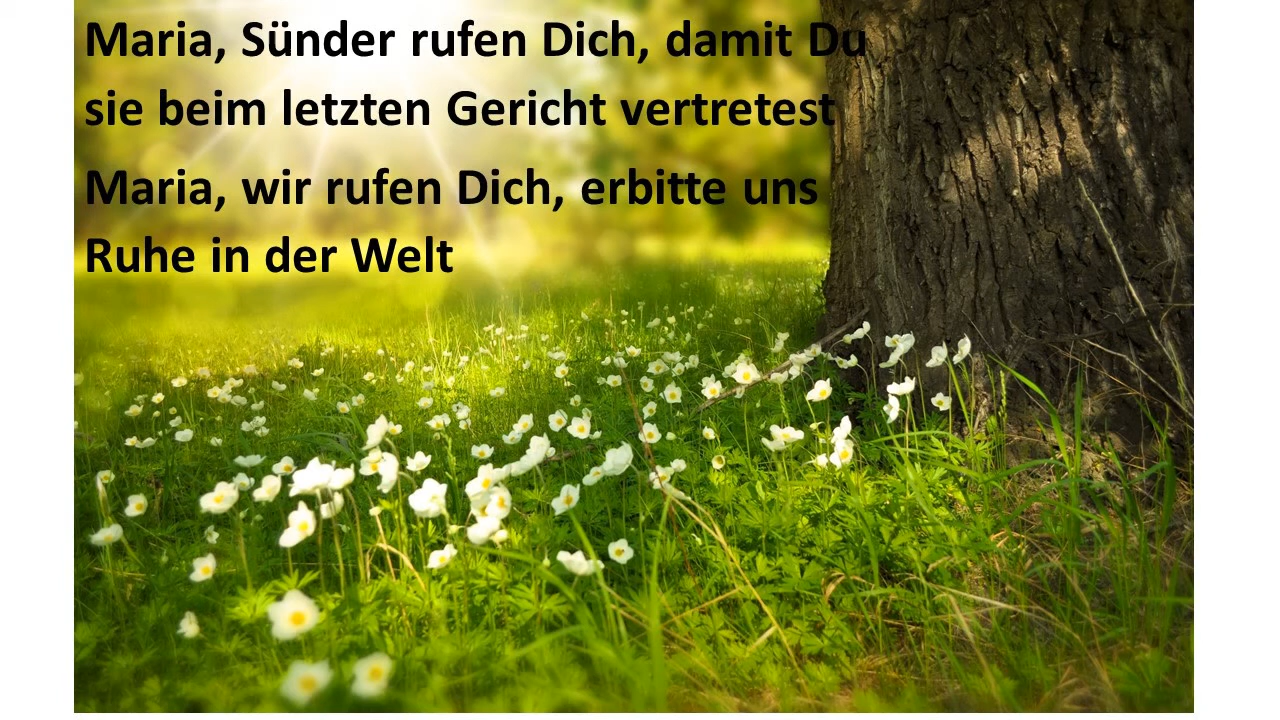 Maria, Sünder rufen Dich, damit Du
sie beim letzten Gericht vertretest
Maria, wir rufen Dich, erbitte uns
Ruhe in der Welt